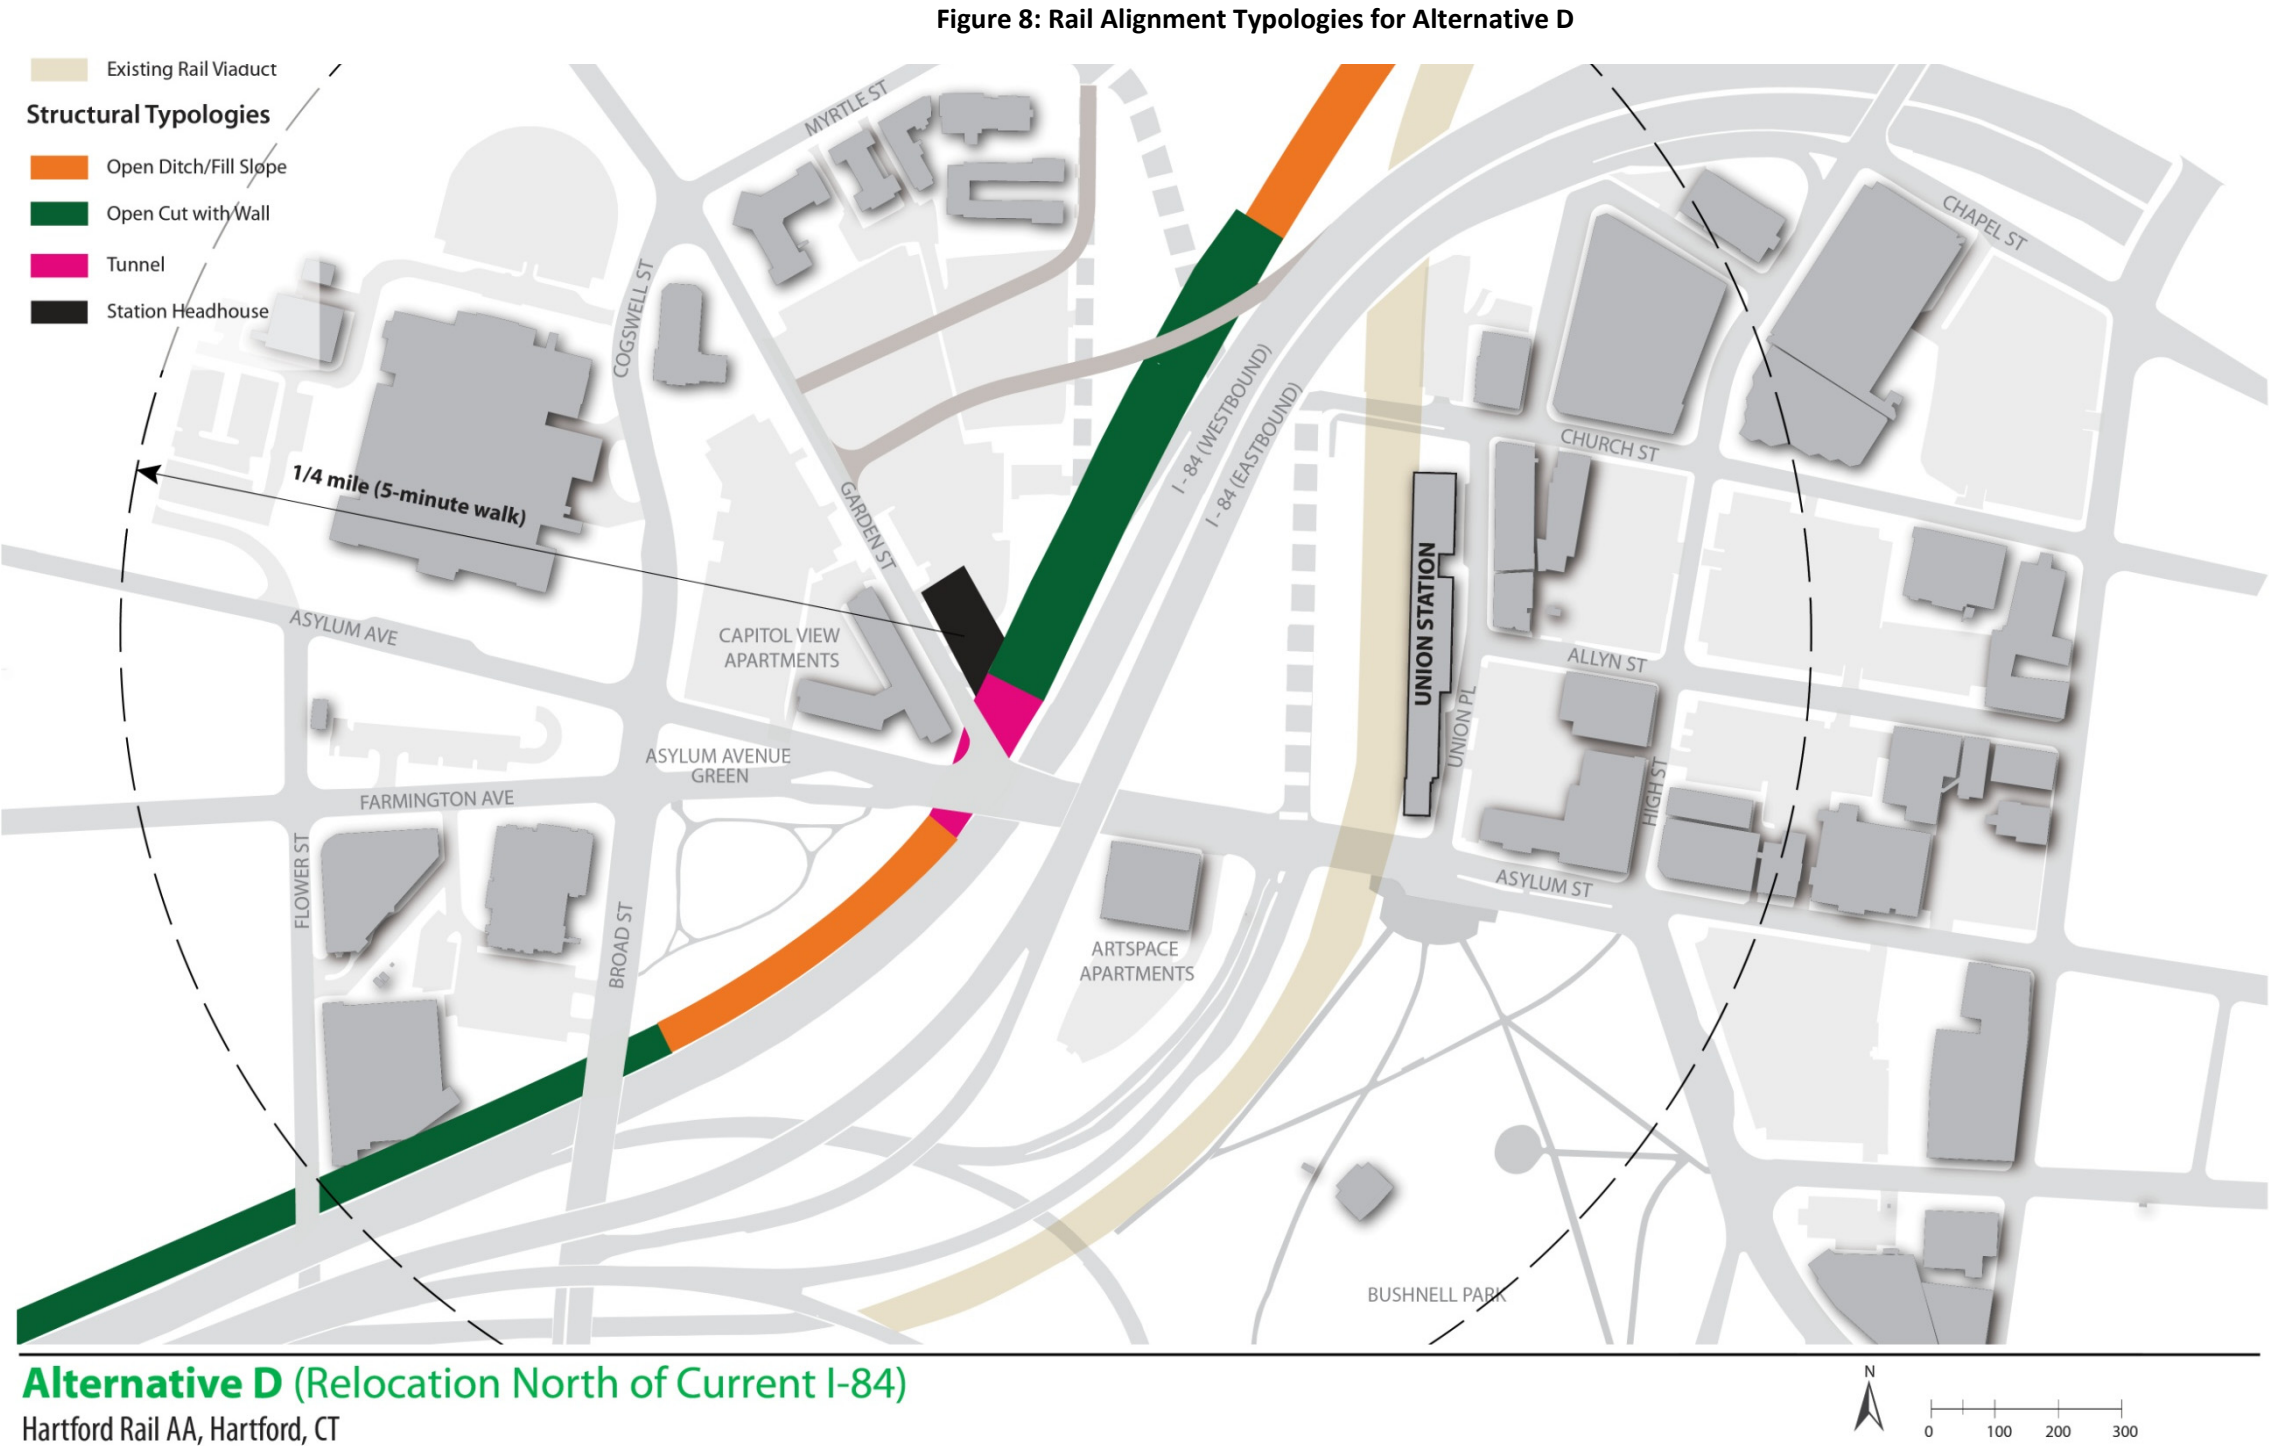 Figure 8: Rail Alignment Typologies for Alternative D
Existing Rail Viaduct
Structural Typologies
Open Ditch/Fill Slope
Open Cut with Wall
Tunnel
Station Headhouse
MYRTLE ST
COGSWELL ST
CHAPEL ST
I - 84 (WESTBOUND)
I - 84 (EASTBOUND)
CHURCH ST
1/4 mile (5-minute walk)
GARDEN ST
UNION STATION
ASYLUM AVE
CAPITOL VIEW
APARTMENTS
ALLYN ST
UNION PL
ASYLUM AVENUE
GREEN
HIGH ST
FARMINGTON AVE
FLOWER ST
BROAD ST
ASYLUM ST
ARTSPACE
APARTMENTS
BUSHNELL PARK
Alternative D (Relocation North of Current I-84)
Hartford Rail AA, Hartford, CT
N
0 100 200 300